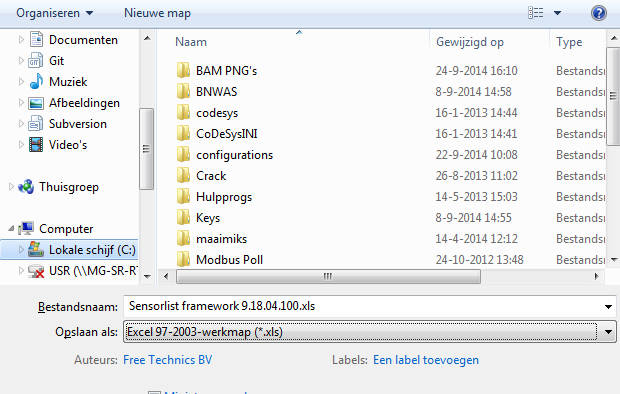 Organiseren Nieuwe map
Documenten
Git
Muziek
Afbeeldingen
Subversion
Video's
Thuisgroep
Computer
Lokale schijf (C:)
USR (\\MG-SR-R
Naam Gewijzigd op Type
BAM PNG's 24-9-2014 16:10 Bestandsm
BNWAS 8-9-2014 14:58 Bestandsm
codesys 16-1-2013 14:44 Bestandsm
CoDeSysINI 16-1-2013 14:41 Bestandsm
configurations 22-9-2014 10:08 Bestandsm
Crack 26-8-2013 11:02 Bestandsm
Hulpprogs 14-5-2013 15:03 Bestandsm
Keys 8-9-2014 14:55 Bestandsm
maaimiks 14-4-2014 12:12 Bestandsm
Modbus Poll 24-10-2012 13:48 Bestandsm
Bestandsnaam: Sensorlist framework 9.18.04.100.xls
Opslaan als: Excel 97-2003-werkmap (*.xls)
Auteurs: Free Technics BV Labels: Een label toevoegen